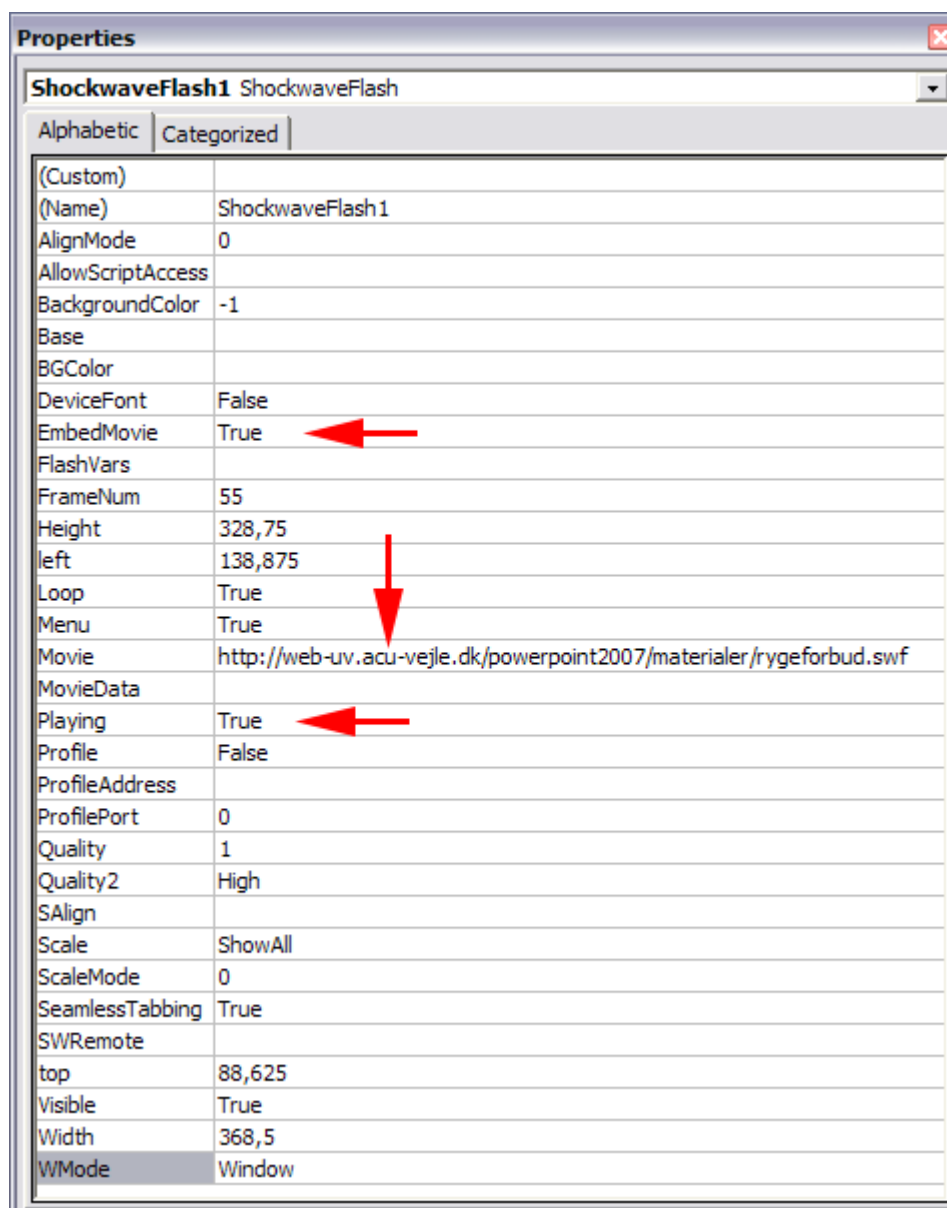 Properties
ShockwaveFlash1 ShockwaveFlash
Alphabetic Categorized
(Custom)
(Name) ShockwaveFlash1
AlignMode 0
AllowScriptAccess
BackgroundColor -1
Base
BGColor
DeviceFont False
EmbedMovie True
FlashVars
FrameNum 55
Height 328,75
left 138,875
Loop True
Menu True
Movie http://web-uv.acu-vejle.dk/powerpoint2007/materialer/rygeforbud.swf
MovieData
Playing True
Profile False
ProfileAddress
ProfilePort 0
Quality 1
Quality2 High
SAlign
Scale ShowAll
ScaleMode 0
SeamlessTabbing True
SWRemote
top 88,625
Visible True
Width 368,5
WMode Window